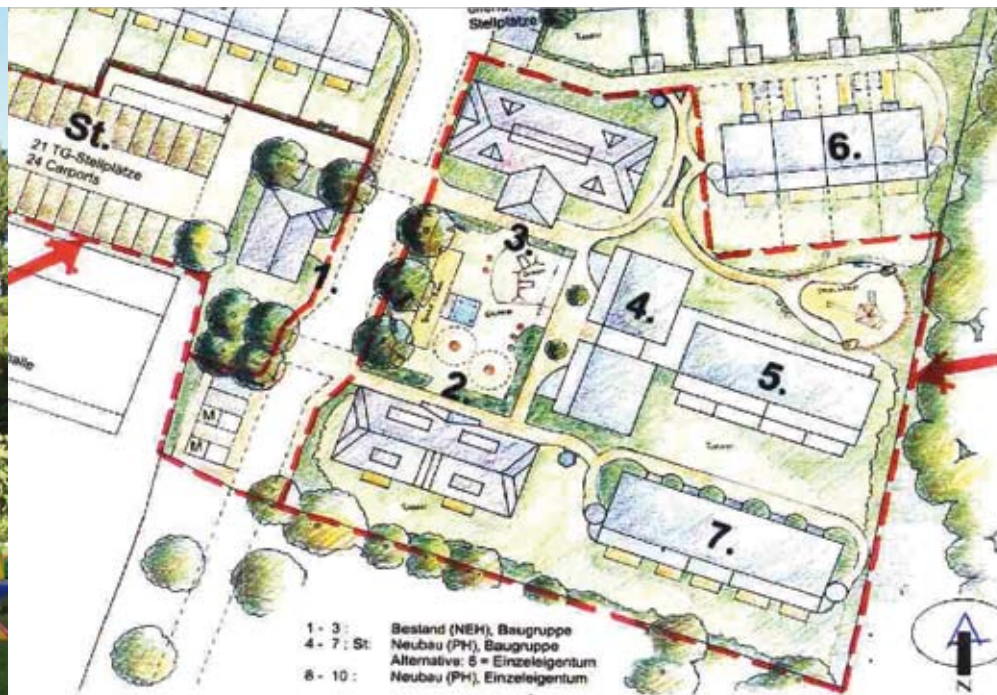 Stellplätze
St.
21 TG-Stellplätze
24 Carports
6.
1.
3.
4.
5.
2.
M
M
7.
1 - 3 : Bestand (NEH), Baugruppe
4 - 7 : St: Neubau (PH), Baugruppe
Alternative: 6 = Einzeleigentum
8 - 10 : Neubau (PH), Einzeleigentum
N